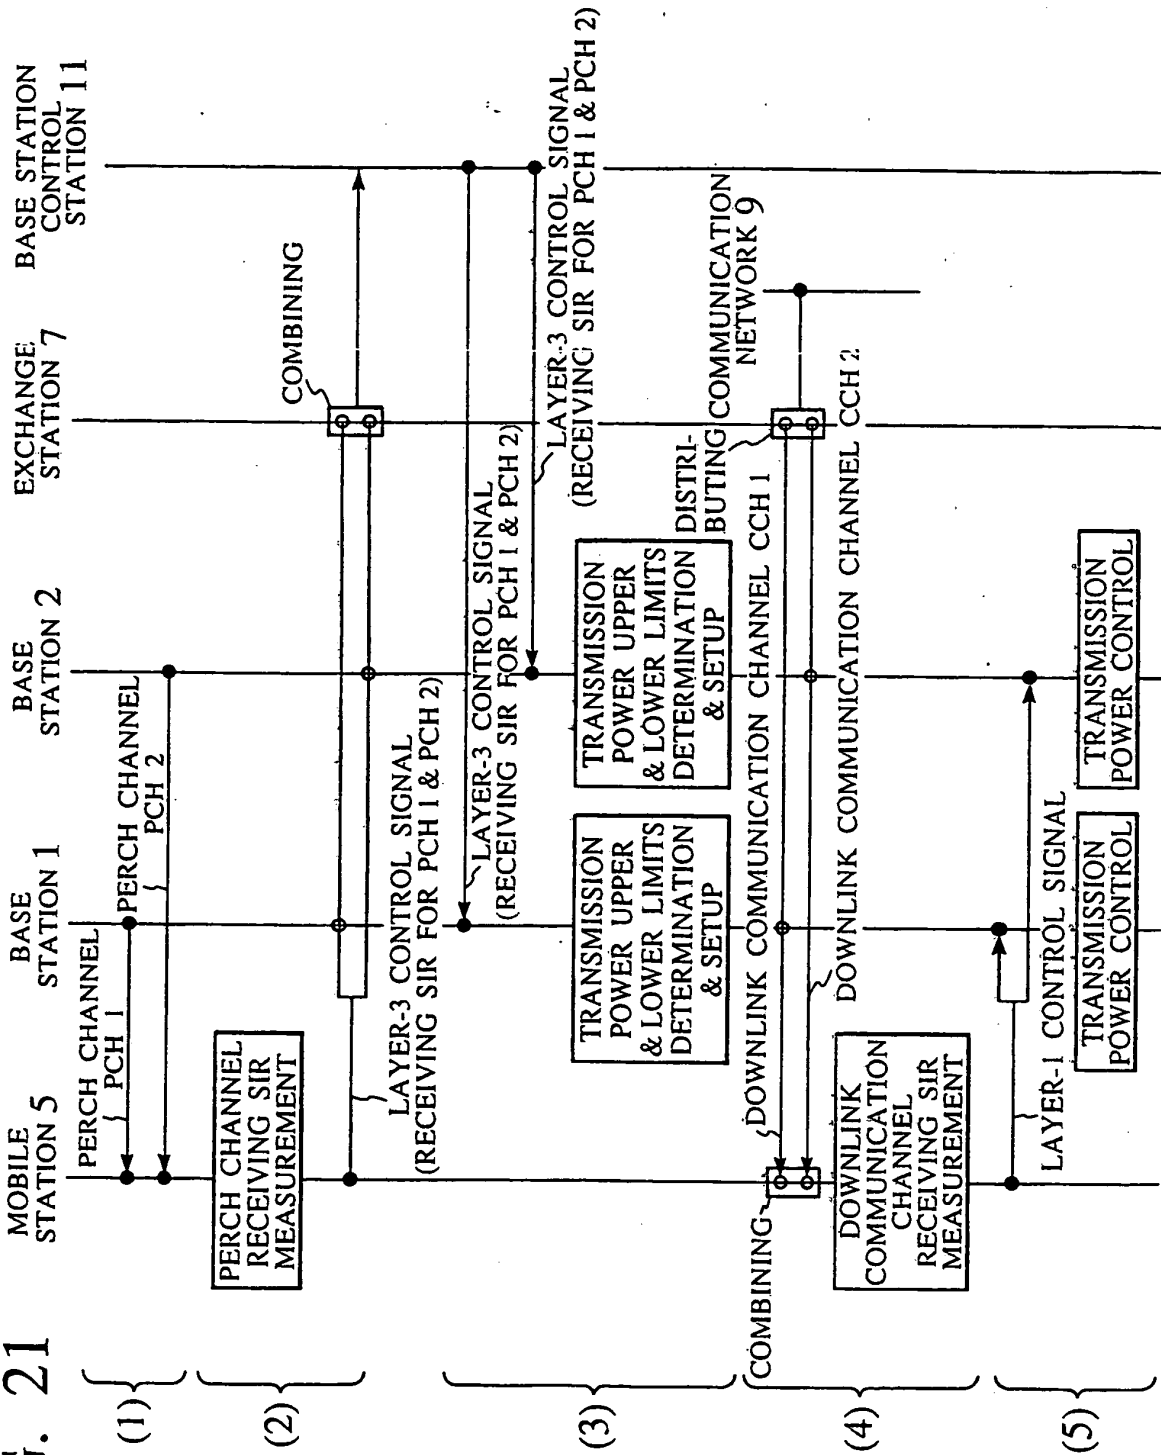 G. 21
MOBILE
STATION 5
BASE
STATION 1
BASE
STATION 2
EXCHANGE
STATION 7
BASE STATION
CONTROL
STATION 11
(1)
PERCH CHANNEL
PCH 1
PERCH CHANNEL
PCH 2
(2)
PERCH CHANNEL
RECEIVING SIR
MEASUREMENT
COMBINING
LAYER-3 CONTROL SIGNAL
(RECEIVING SIR FOR PCH 1 & PCH 2)
(3)
LAYER-3 CONTROL SIGNAL
(RECEIVING SIR FOR PCH 1 & PCH 2)
LAYER-3 CONTROL SIGNAL
(RECEIVING SIR FOR PCH 1 & PCH 2)
TRANSMISSION
POWER UPPER
& LOWER LIMITS
DETERMINATION
& SETUP
TRANSMISSION
POWER UPPER
& LOWER LIMITS
DETERMINATION
& SETUP
(4)
DISTRI-
BUTING
COMMUNICATION
NETWORK 9
COMBINING
DOWNLINK COMMUNICATION CHANNEL CCH 1
DOWNLINK COMMUNICATION CHANNEL CCH 2
DOWNLINK
COMMUNICATION
CHANNEL
RECEIVING SIR
MEASUREMENT
(5)
LAYER-1 CONTROL SIGNAL
TRANSMISSION
POWER CONTROL
TRANSMISSION
POWER CONTROL